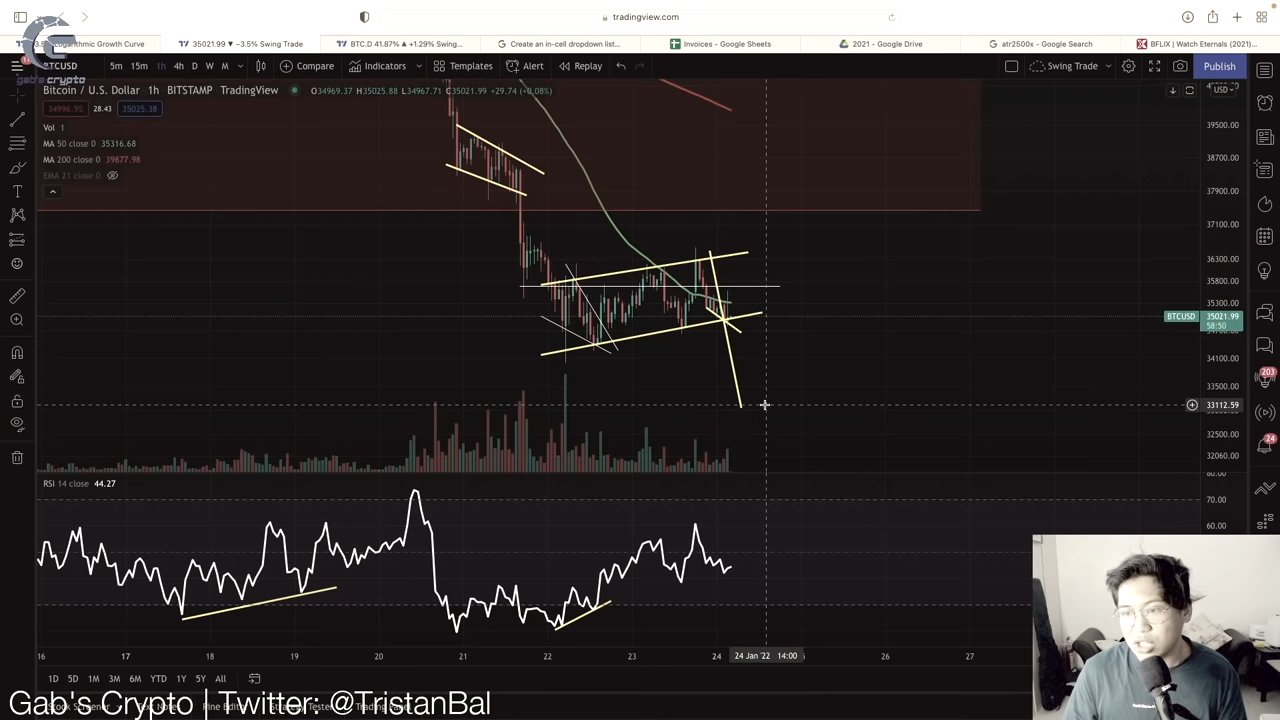 tradingview.com
Logarithmic Growth Curve
35021.99 ▼ −3.5% Swing Trade
BTC.D 41.87% ▲ +1.29% Swing...
Create an in-cell dropdown list...
Invoices - Google Sheets
2021 - Google Drive
atr2500x - Google Search
BFLIX | Watch Eternals (2021)...
BTCUSD
5m
15m
1h
4h
D
W
M
Compare
Indicators
Templates
Alert
Replay
Swing Trade
Publish
gab's crypto
Bitcoin / U.S. Dollar 1h BITSTAMP TradingView
O34969.37 H35025.88 L34967.71 C35021.99 +29.74 (+0.08%)
USD
34996.95
28.43
35025.38
Vol 1
MA 50 close 0 35316.68
MA 200 close 0 39877.98
EMA 21 close 0
39500.00
38700.00
37900.00
37100.00
36300.00
35800.00
35300.00
BTCUSD
35021.99
58:50
34100.00
33500.00
33112.59
32500.00
32060.00
203
24
RSI 14 close 44.27
80.00
70.00
60.00
16
17
18
19
20
21
22
23
24
24 Jan '22 14:00
26
27
1D
5D
1M
3M
6M
YTD
1Y
5Y
All
Gab's Crypto | Twitter: @TristanBal